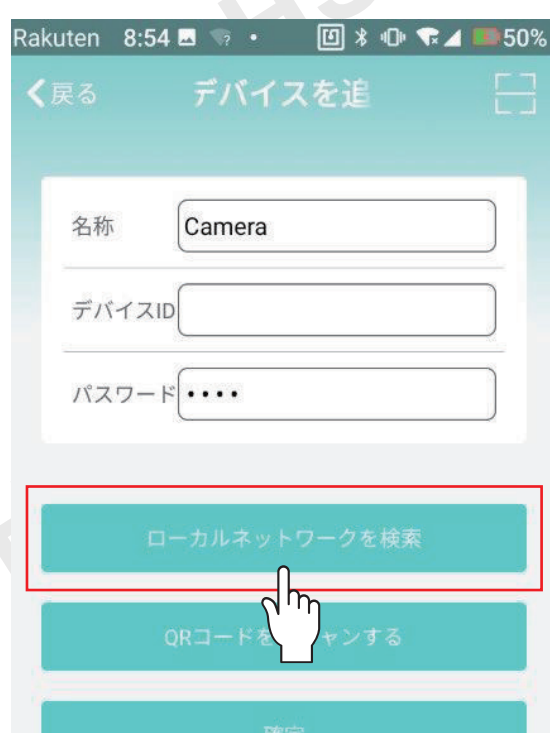 Rakuten 8:54 50%
戻る デバイスを追
名称 Camera
デバイスID
パスワード ••••
ローカルネットワークを検索
QRコードを ャンする
確定